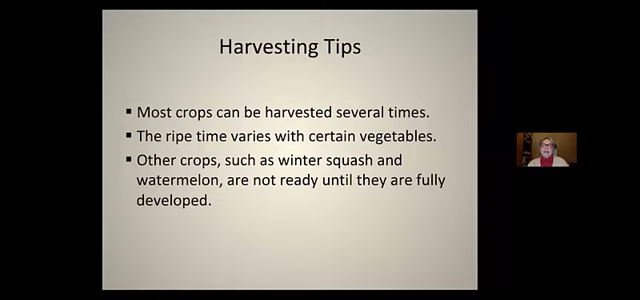 Harvesting Tips
▪ Most crops can be harvested several times.
▪ The ripe time varies with certain vegetables.
▪ Other crops, such as winter squash and
watermelon, are not ready until they are fully
developed.